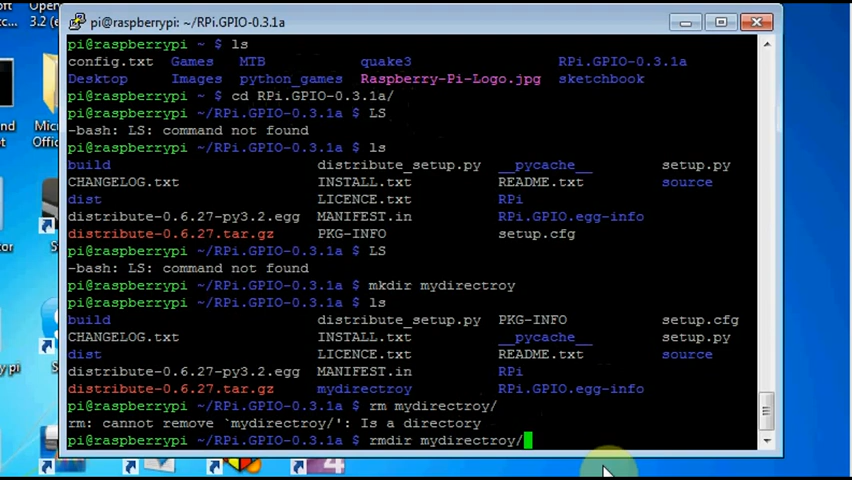 pi@raspberrypi: ~/RPi.GPIO-0.3.1a
pi@raspberrypi ~ $ ls
config.txt Games MTB quake3 RPi.GPIO-0.3.1a
Desktop Images python_games Raspberry-Pi-Logo.jpg sketchbook
pi@raspberrypi ~ $ cd RPi.GPIO-0.3.1a/
pi@raspberrypi ~/RPi.GPIO-0.3.1a $ LS
-bash: LS: command not found
pi@raspberrypi ~/RPi.GPIO-0.3.1a $ ls
build distribute_setup.py __pycache__ setup.py
CHANGELOG.txt INSTALL.txt README.txt source
dist LICENCE.txt RPi
distribute-0.6.27-py3.2.egg MANIFEST.in RPi.GPIO.egg-info
distribute-0.6.27.tar.gz PKG-INFO setup.cfg
pi@raspberrypi ~/RPi.GPIO-0.3.1a $ LS
-bash: LS: command not found
pi@raspberrypi ~/RPi.GPIO-0.3.1a $ mkdir mydirectroy
pi@raspberrypi ~/RPi.GPIO-0.3.1a $ ls
build distribute_setup.py PKG-INFO setup.cfg
CHANGELOG.txt INSTALL.txt __pycache__ setup.py
dist LICENCE.txt README.txt source
distribute-0.6.27-py3.2.egg MANIFEST.in RPi
distribute-0.6.27.tar.gz mydirectroy RPi.GPIO.egg-info
pi@raspberrypi ~/RPi.GPIO-0.3.1a $ rm mydirectroy/
rm: cannot remove `mydirectroy/': Is a directory
pi@raspberrypi ~/RPi.GPIO-0.3.1a $ rmdir mydirectroy/
3.2 (